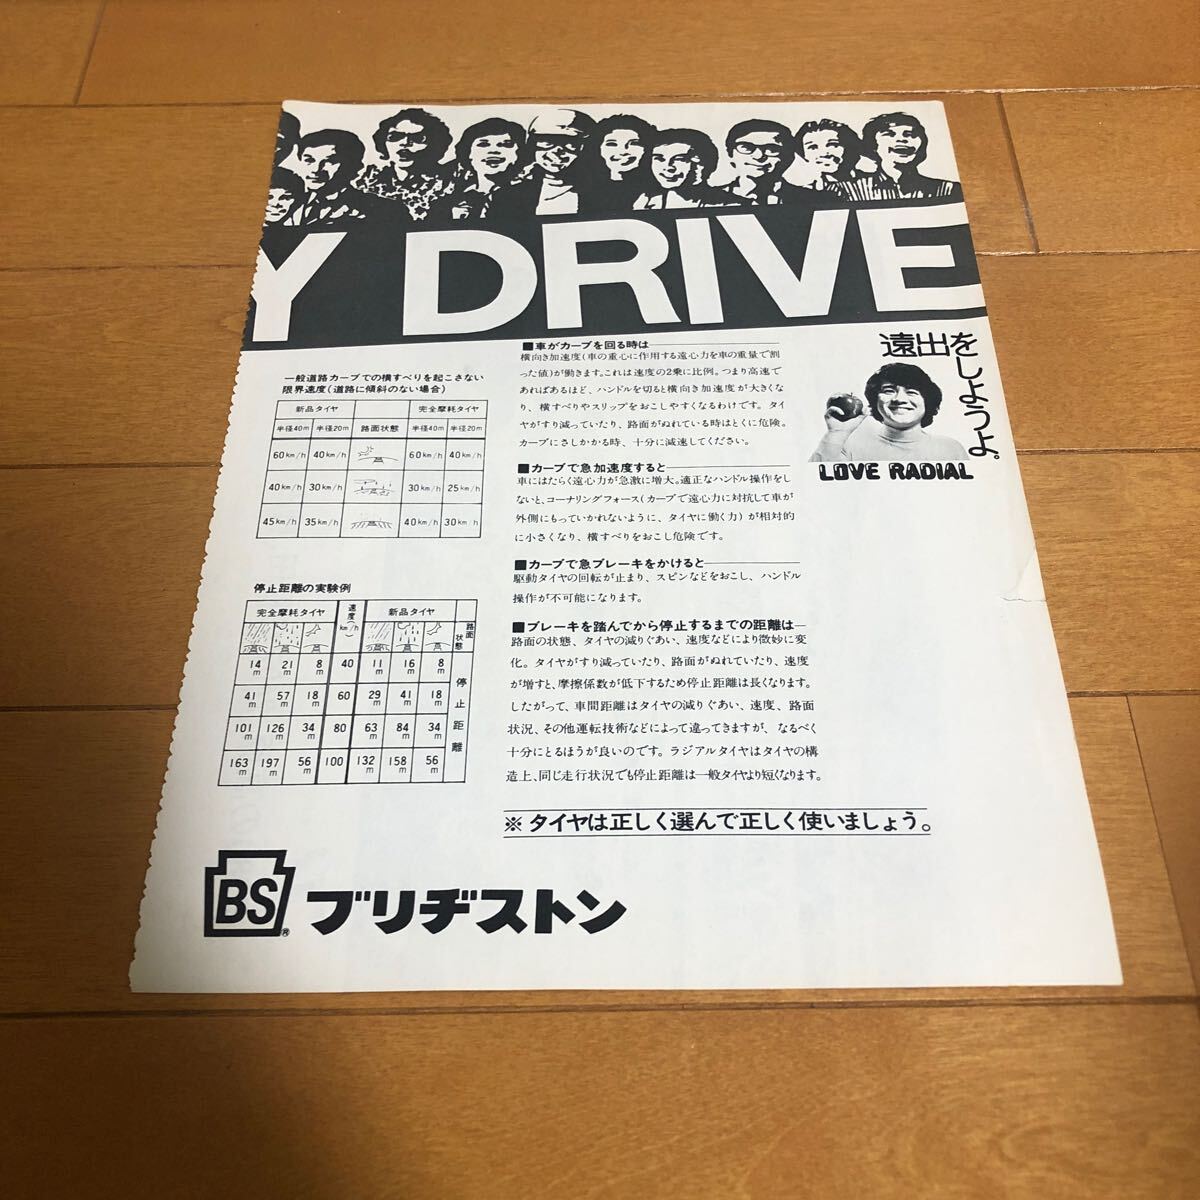 Y DRIVE
遠出をしようよ。
LOVE RADIAL
一般道路カーブでの横すべりを起こさない
限界速度(道路に傾斜のない場合)
新品タイヤ 完全摩耗タイヤ
半径40m 半径20m 路面状態 半径40m 半径20m
60km/h 40km/h 60km/h 40km/h
40km/h 30km/h 30km/h 25km/h
45km/h 35km/h 40km/h 30km/h
停止距離の実験例
完全摩耗タイヤ 速度(km/h) 新品タイヤ 路面状態
14m 21m 8m 40 11m 16m 8m 停止距離
41m 57m 18m 60 29m 41m 18m
101m 126m 34m 80 63m 84m 34m
163m 197m 56m 100 132m 158m 56m
■車がカーブを回る時は
横向き加速度(車の重心に作用する遠心力を車の重量で割
った値)が働きます。これは速度の2乗に比例。つまり高速で
あればあるほど、ハンドルを切ると横向き加速度が大きくな
り、横すべりやスリップをおこしやすくなるわけです。タイ
ヤがすり減っていたり、路面がぬれている時はとくに危険。
カーブにさしかかる時、十分に減速してください。
■カーブで急加速度すると
車にはたらく遠心力が急激に増大。適正なハンドル操作をし
ないと、コーナリングフォース(カーブで遠心力に対抗して車が
外側にもっていかれないように、タイヤに働く力)が相対的
に小さくなり、横すべりをおこし危険です。
■カーブで急ブレーキをかけると
駆動タイヤの回転が止まり、スピンなどをおこし、ハンドル
操作が不可能になります。
■ブレーキを踏んでから停止するまでの距離は
路面の状態、タイヤの減りぐあい、速度などにより微妙に変
化。タイヤがすり減っていたり、路面がぬれていたり、速度
が増すと、摩擦係数が低下するため停止距離は長くなります。
したがって、車間距離はタイヤの減りぐあい、速度、路面
状況、その他運転技術などによって違ってきますが、なるべく
十分にとるほうが良いのです。ラジアルタイヤはタイヤの構
造上、同じ走行状況でも停止距離は一般タイヤより短くなります。
※タイヤは正しく選んで正しく使いましょう。
BS® ブリヂストン